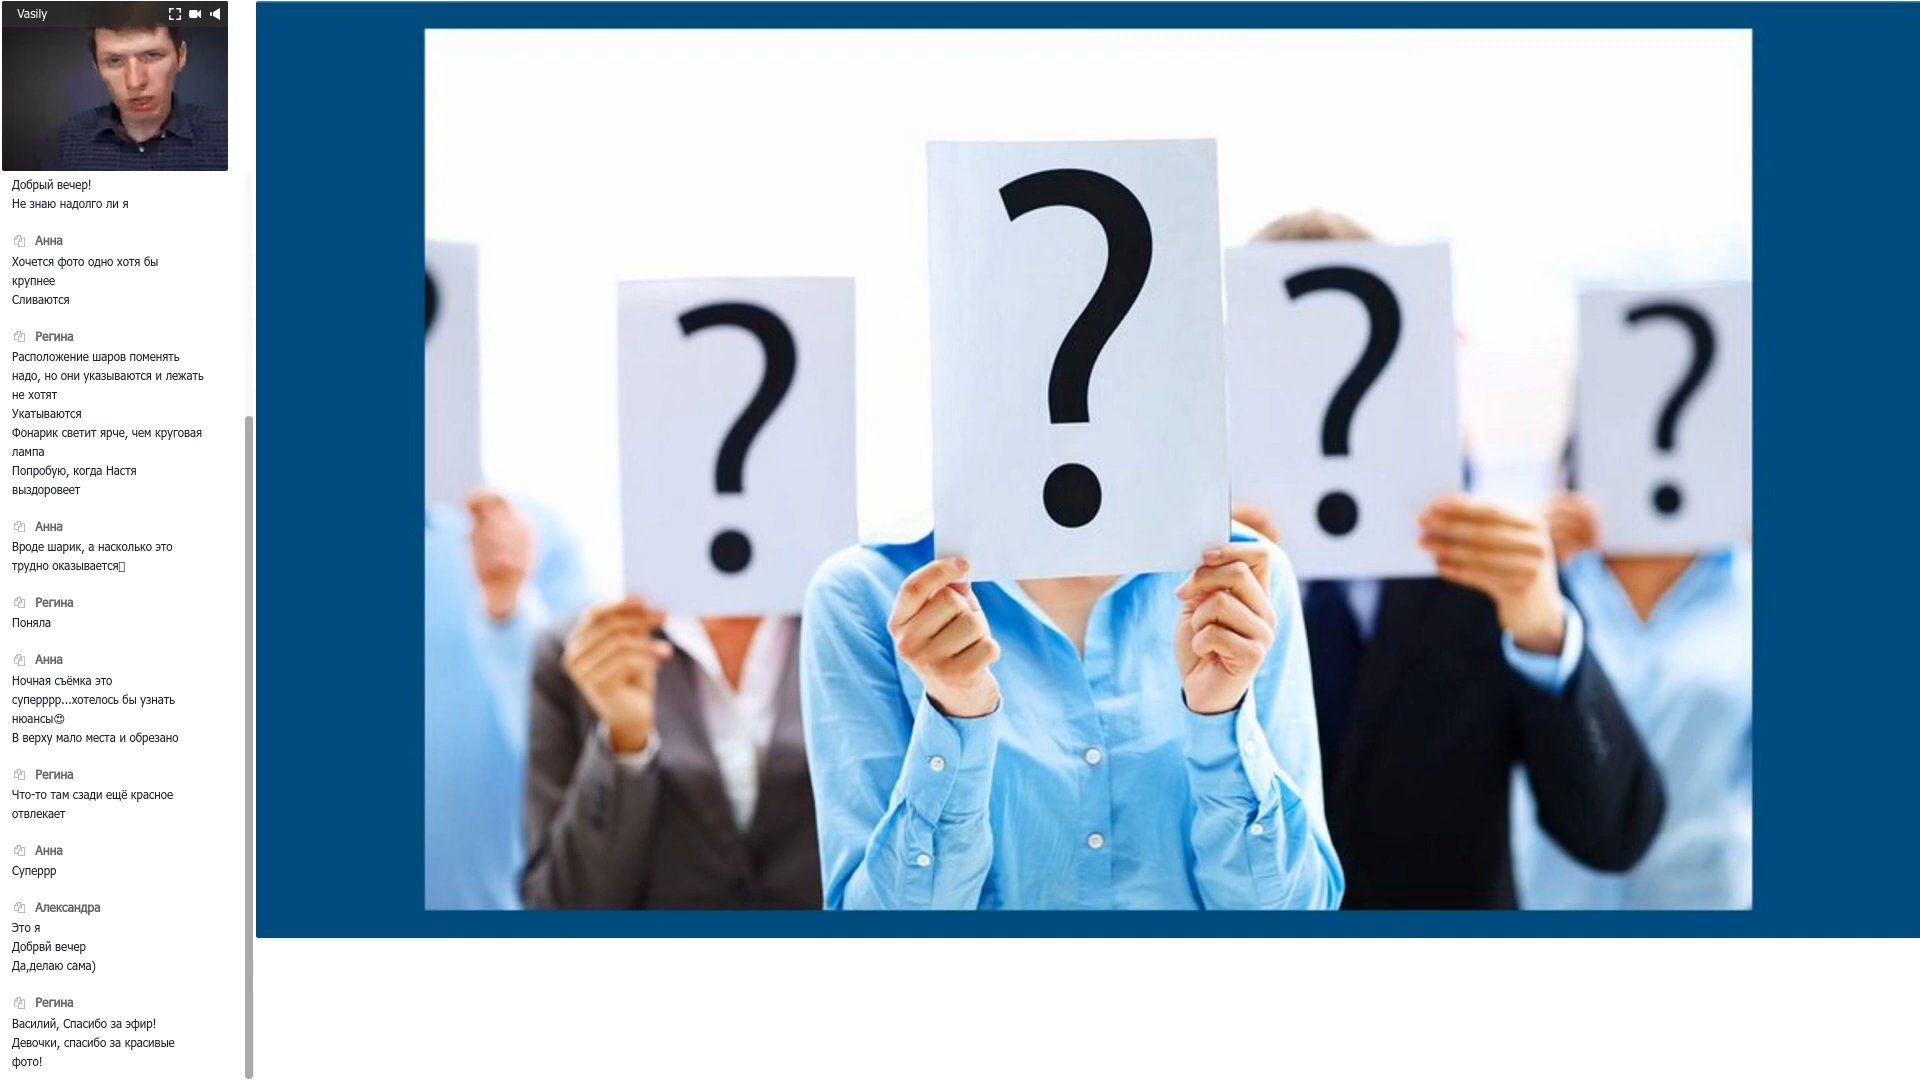 Vasily
Добрый вечер!
Не знаю надолго ли я
Анна
Хочется фото одно хотя бы
крупнее
Сливаются
Регина
Расположение шаров поменять
надо, но они указываются и лежать
не хотят
Укатываются
Фонарик светит ярче, чем круговая
лампа
Попробую, когда Настя
выздоровеет
Анна
Вроде шарик, а насколько это
трудно оказывается
Регина
Поняла
Анна
Ночная съёмка это
суперррр...хотелось бы узнать
нюансы😍
В верху мало места и обрезано
Регина
Что-то там сзади ещё красное
отвлекает
Анна
Суперрр
Александра
Это я
Добрвй вечер
Да,делаю сама)
Регина
Василий, Спасибо за эфир!
Девочки, спасибо за красивые
фото!
? ? ? ? ?